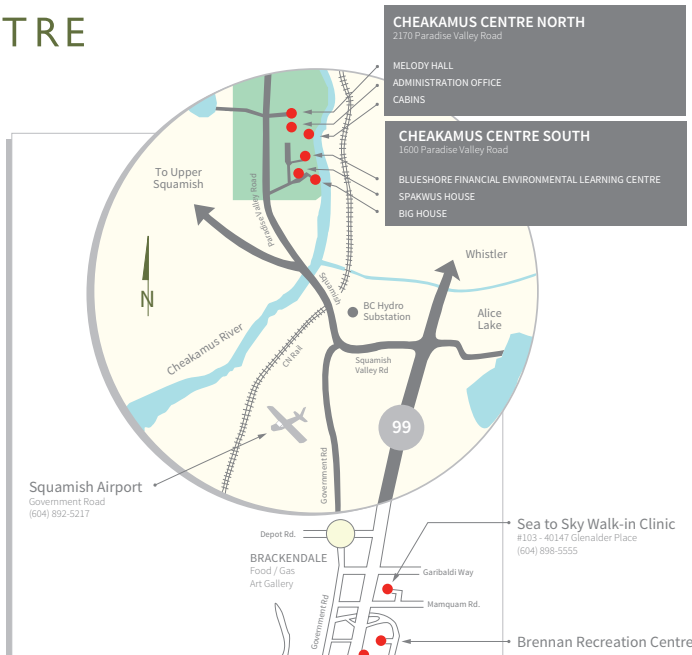 TRE
CHEAKAMUS CENTRE NORTH
2170 Paradise Valley Road
MELODY HALL
ADMINISTRATION OFFICE
CABINS
CHEAKAMUS CENTRE SOUTH
1600 Paradise Valley Road
BLUESHORE FINANCIAL ENVIRONMENTAL LEARNING CENTRE
SPAKWUS HOUSE
BIG HOUSE
To Upper
Squamish
Paradise Valley Road
Whistler
N
Squamish
BC Hydro
Substation
Alice
Lake
Cheakamus River
CN Rail
Squamish
Valley Rd
99
Government Rd
Squamish Airport
Government Road
(604) 892-5217
Depot Rd.
Sea to Sky Walk-in Clinic
#103 - 40147 Glenalder Place
(604) 898-5555
BRACKENDALE
Food / Gas
Art Gallery
Garibaldi Way
Mamquam Rd.
Government Rd
Brennan Recreation Centre